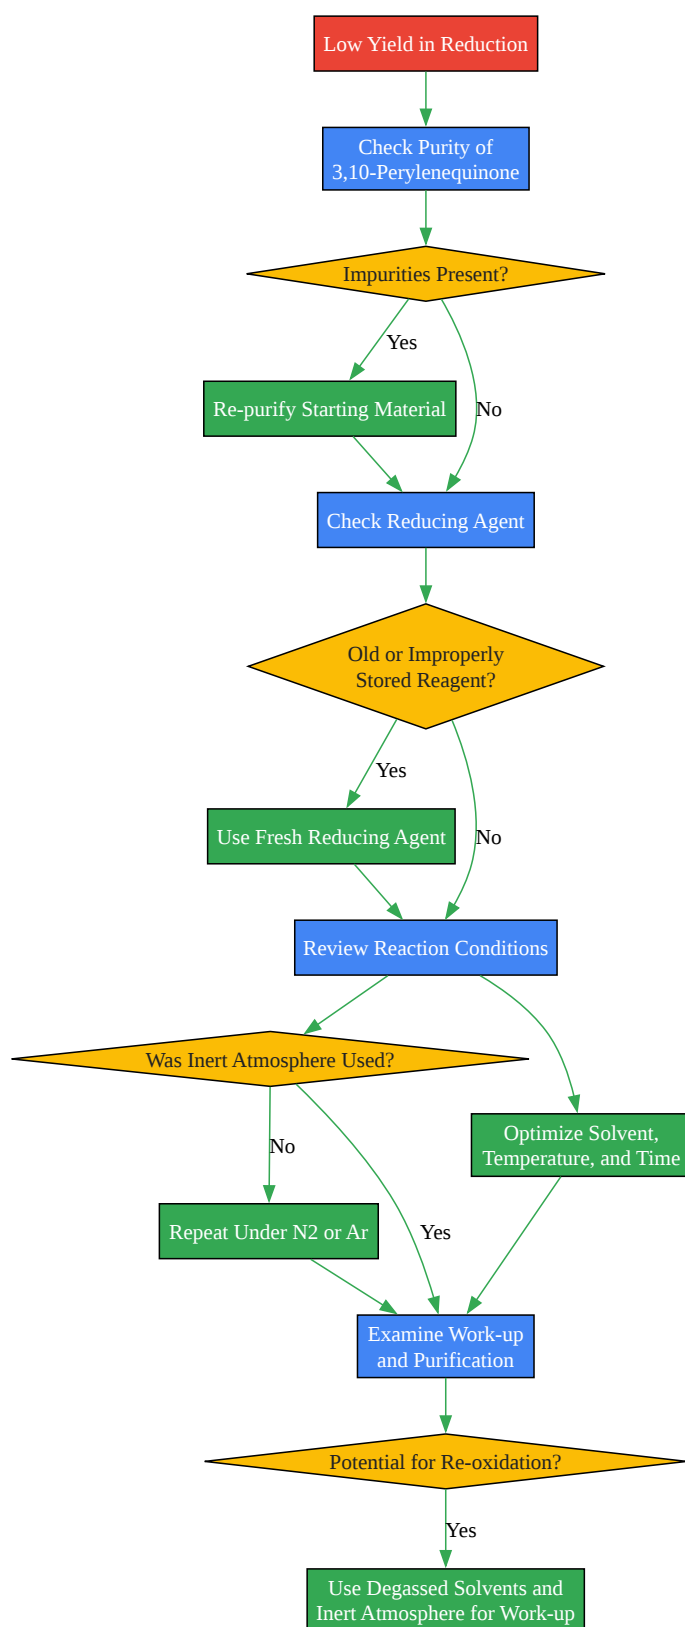 Low Yield in Reduction
Check Purity of
3,10-Perylenequinone
Impurities Present?
Yes
Re-purify Starting Material
No
Check Reducing Agent
Old or Improperly
Stored Reagent?
Yes
Use Fresh Reducing Agent
No
Review Reaction Conditions
Was Inert Atmosphere Used?
Optimize Solvent,
Temperature, and Time
No
Repeat Under N2 or Ar
Yes
Examine Work-up
and Purification
Potential for Re-oxidation?
Yes
Use Degassed Solvents and
Inert Atmosphere for Work-up